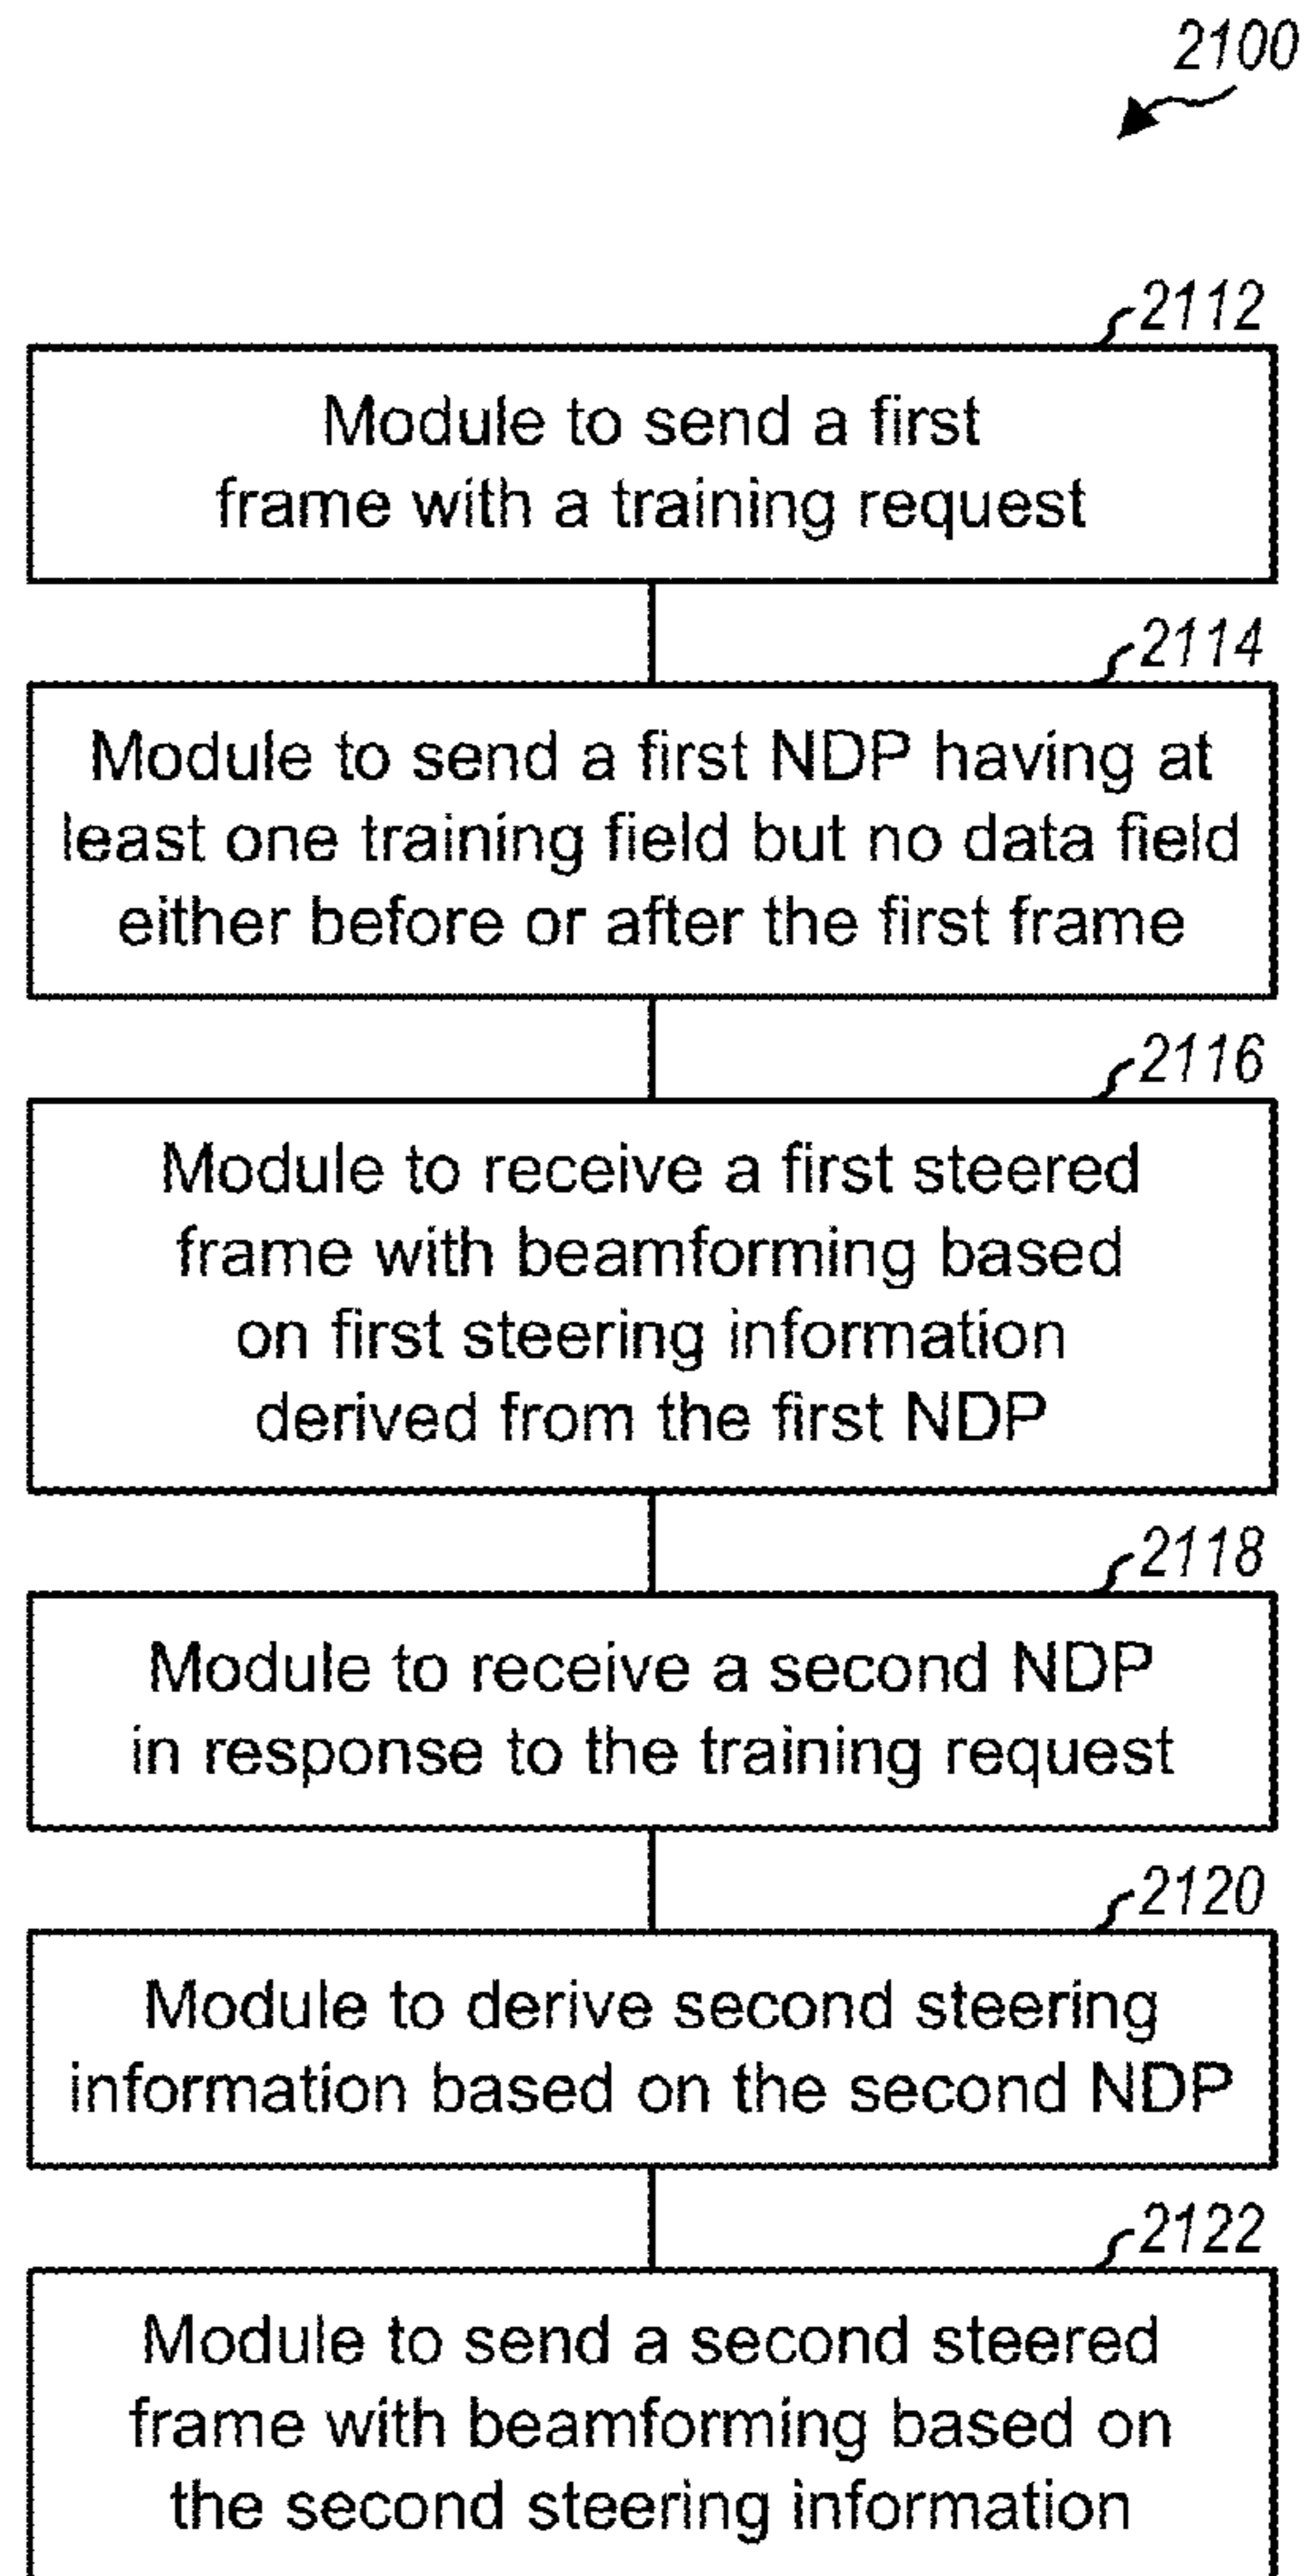 2100
2112
Module to send a first
frame with a training request
2114
Module to send a first NDP having at
least one training field but no data field
either before or after the first frame
2116
Module to receive a first steered
frame with beamforming based
on first steering information
derived from the first NDP
2118
Module to receive a second NDP
in response to the training request
2120
Module to derive second steering
information based on the second NDP
2122
Module to send a second steered
frame with beamforming based on
the second steering information